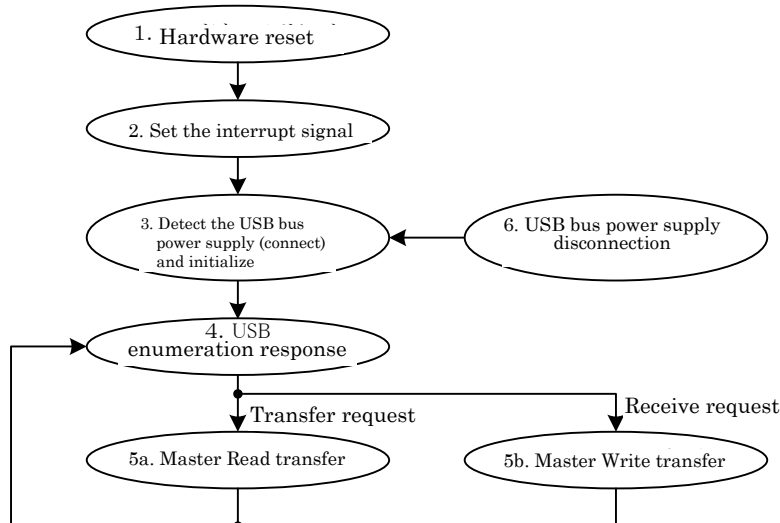 1. Hardware reset
2. Set the interrupt signal
3. Detect the USB bus
power supply (connect)
and initialize
6. USB bus power supply
disconnection
4. USB
enumeration response
Transfer request
Receive request
5a. Master Read transfer
5b. Master Write transfer